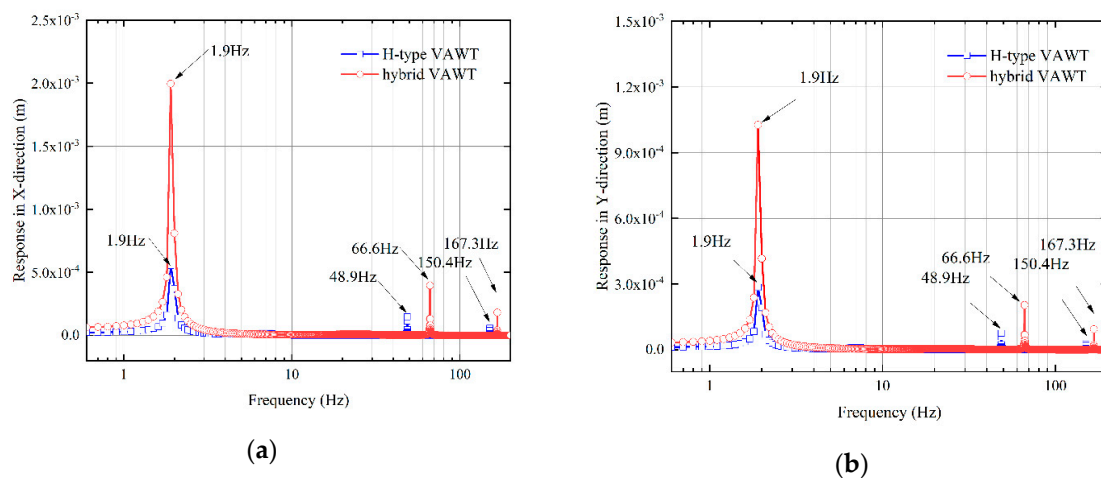 (a)
2.5x10⁻³
2.0x10⁻³
1.5x10⁻³
1.0x10⁻³
5.0x10⁻⁴
0.0
Response in X-direction (m)
H-type VAWT
hybrid VAWT
1.9Hz
1.9Hz
66.6Hz
48.9Hz
167.3Hz
150.4Hz
1
10
100
Frequency (Hz)
(a)
(b)
1.5x10⁻³
1.2x10⁻³
9.0x10⁻⁴
6.0x10⁻⁴
3.0x10⁻⁴
0.0
Response in Y-direction (m)
H-type VAWT
hybrid VAWT
1.9Hz
1.9Hz
66.6Hz
48.9Hz
167.3Hz
150.4Hz
1
10
100
Frequency (Hz)
(b)